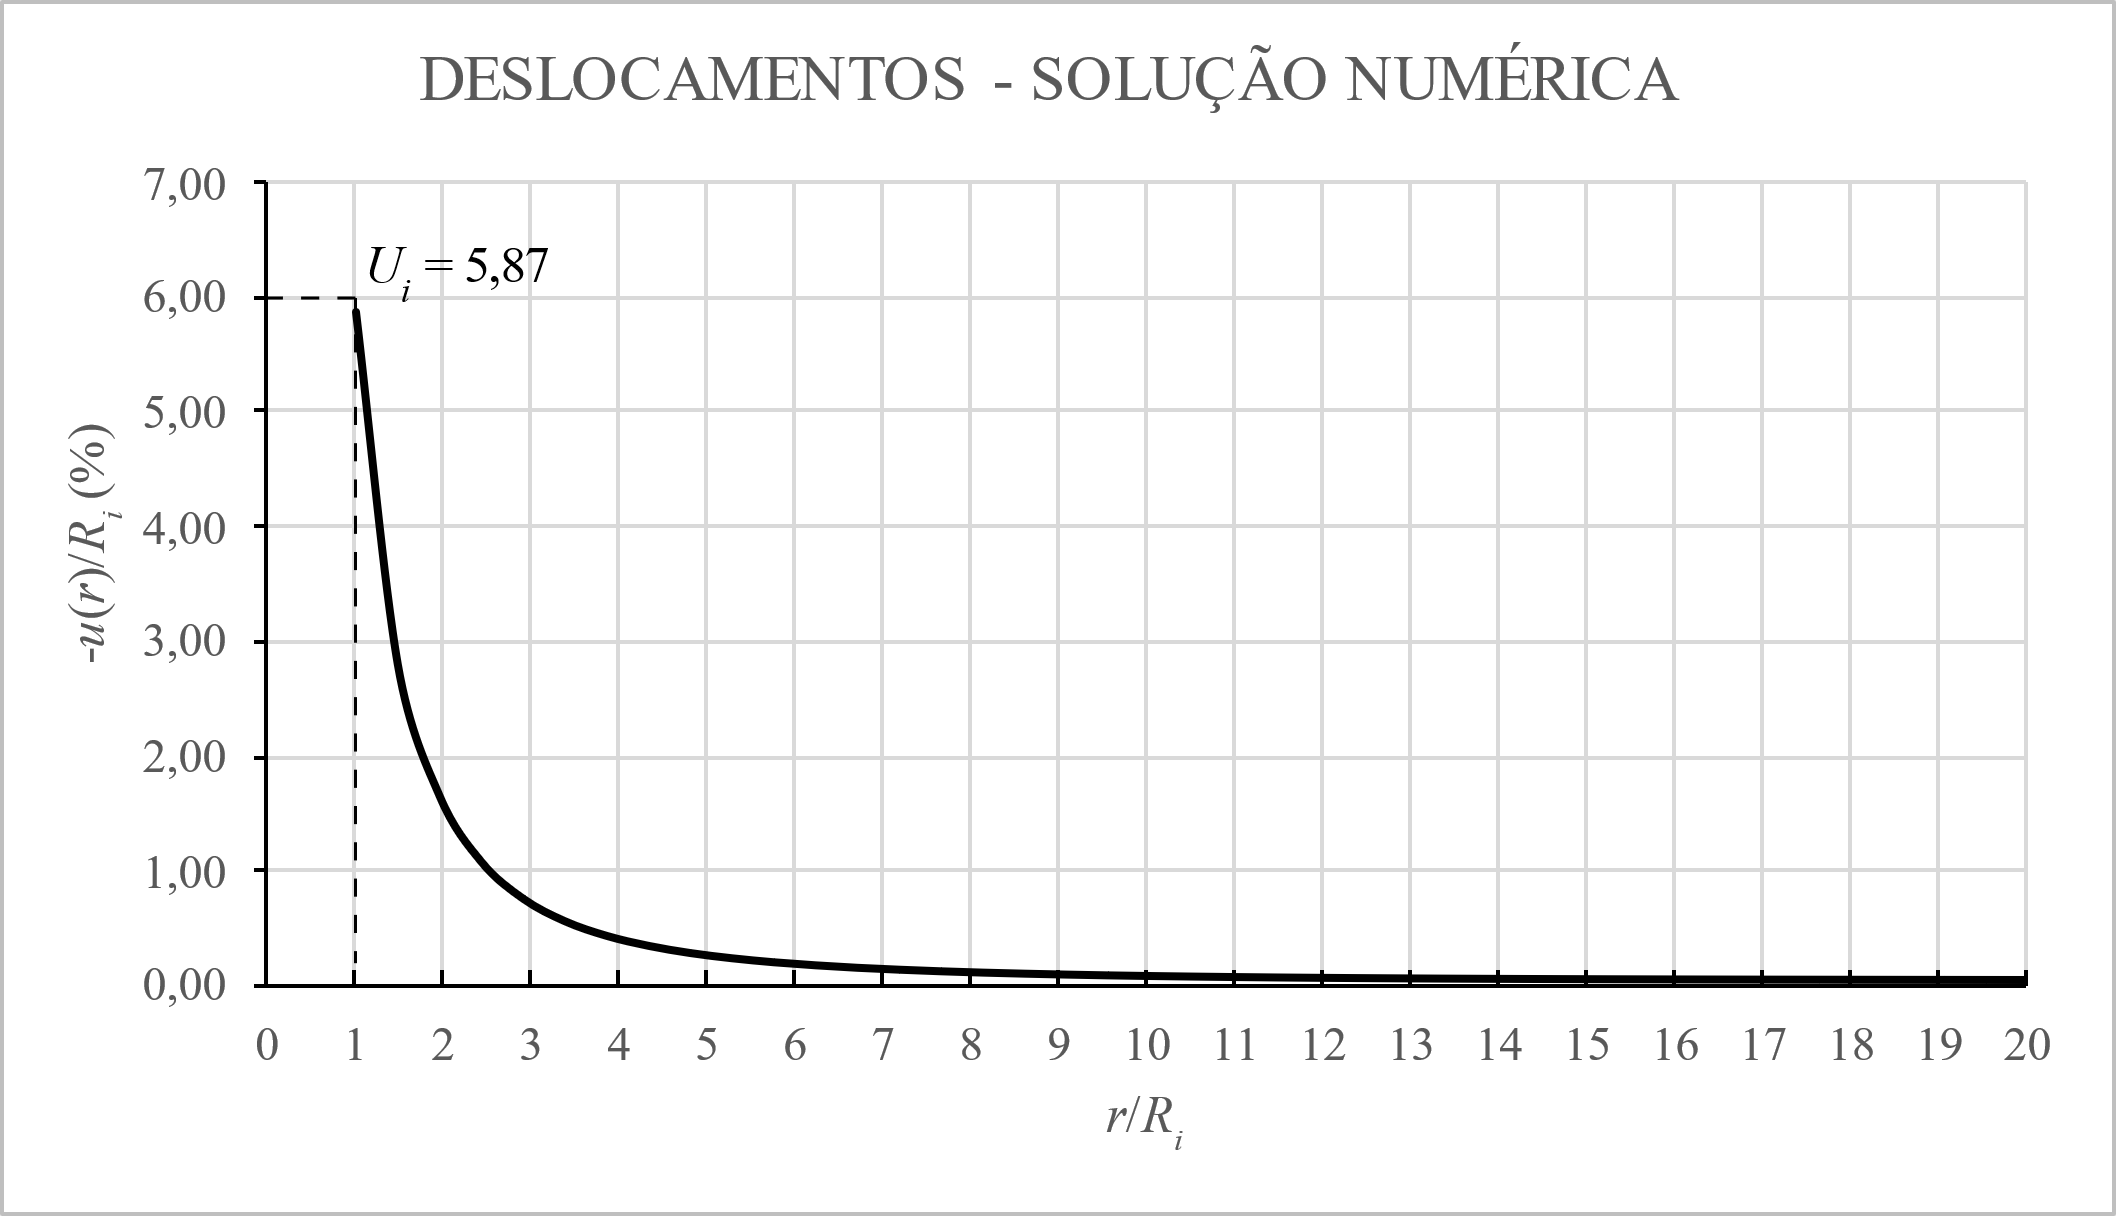 DESLOCAMENTOS - SOLUÇÃO NUMÉRICA
7,00
U_i = 5,87
6,00
5,00
4,00
3,00
2,00
1,00
0,00
-u(r)/R_i (%)
0 1 2 3 4 5 6 7 8 9 10 11 12 13 14 15 16 17 18 19 20
r/R_i